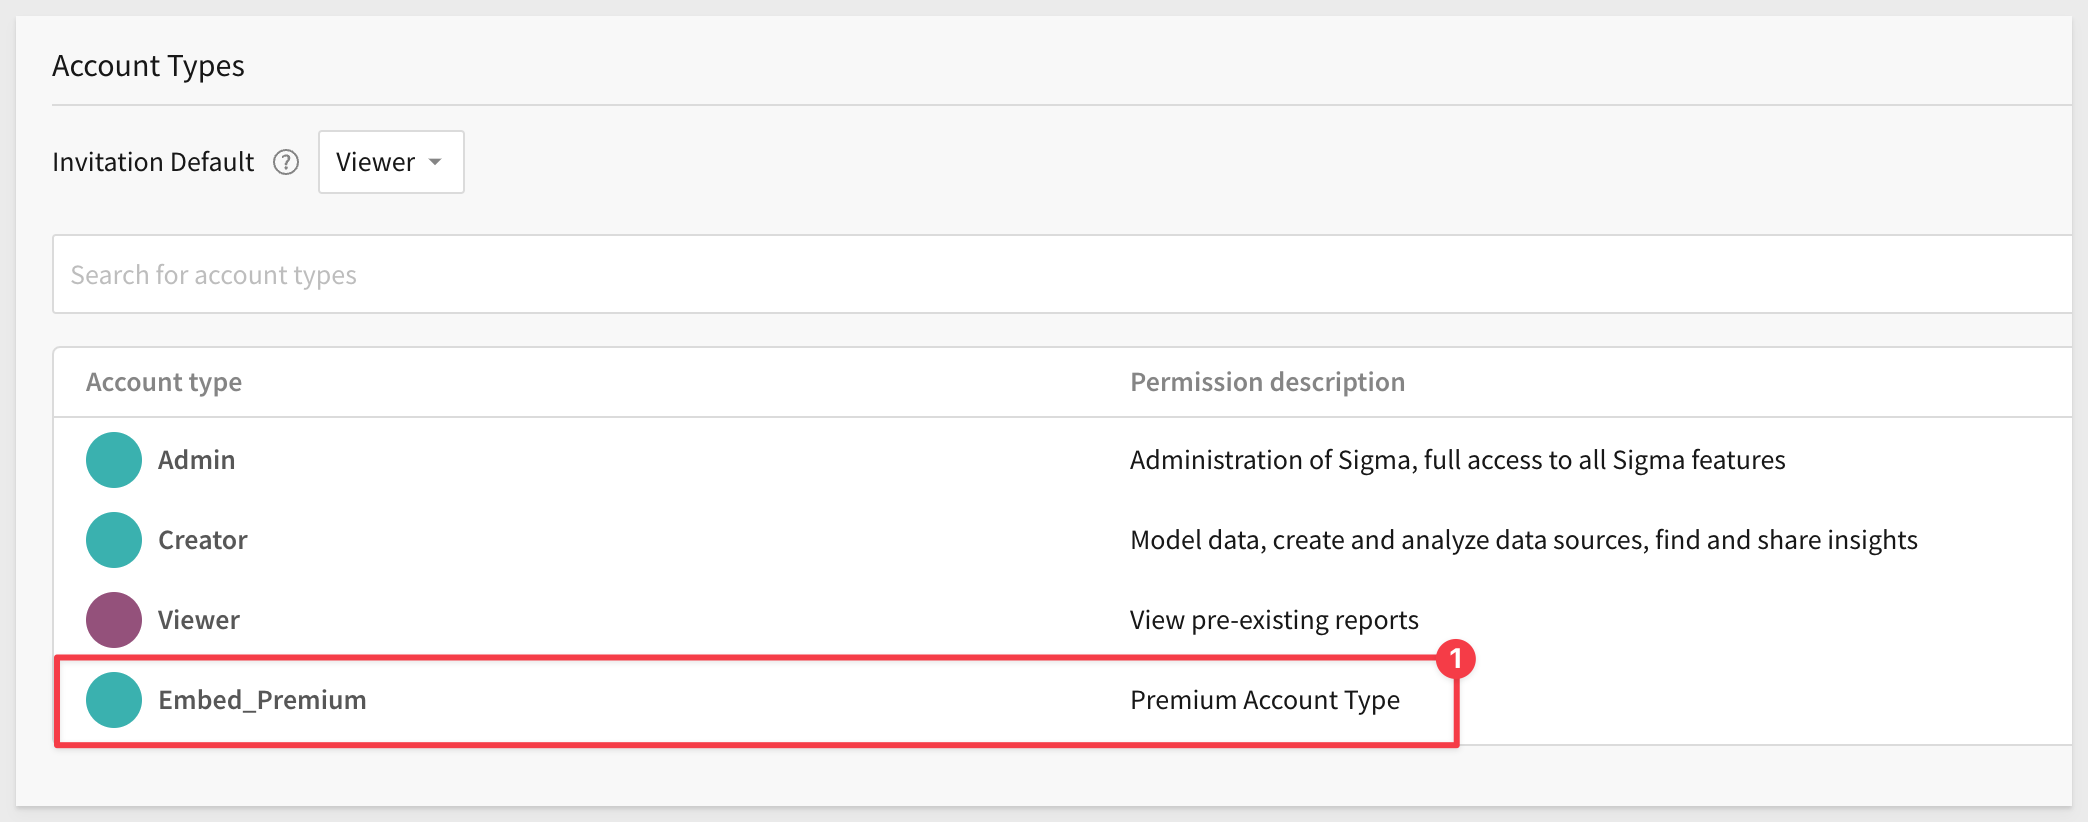 Account Types
Invitation Default ? Viewer
Search for account types
Account type Permission description
Admin Administration of Sigma, full access to all Sigma features
Creator Model data, create and analyze data sources, find and share insights
Viewer View pre-existing reports
1
Embed_Premium Premium Account Type